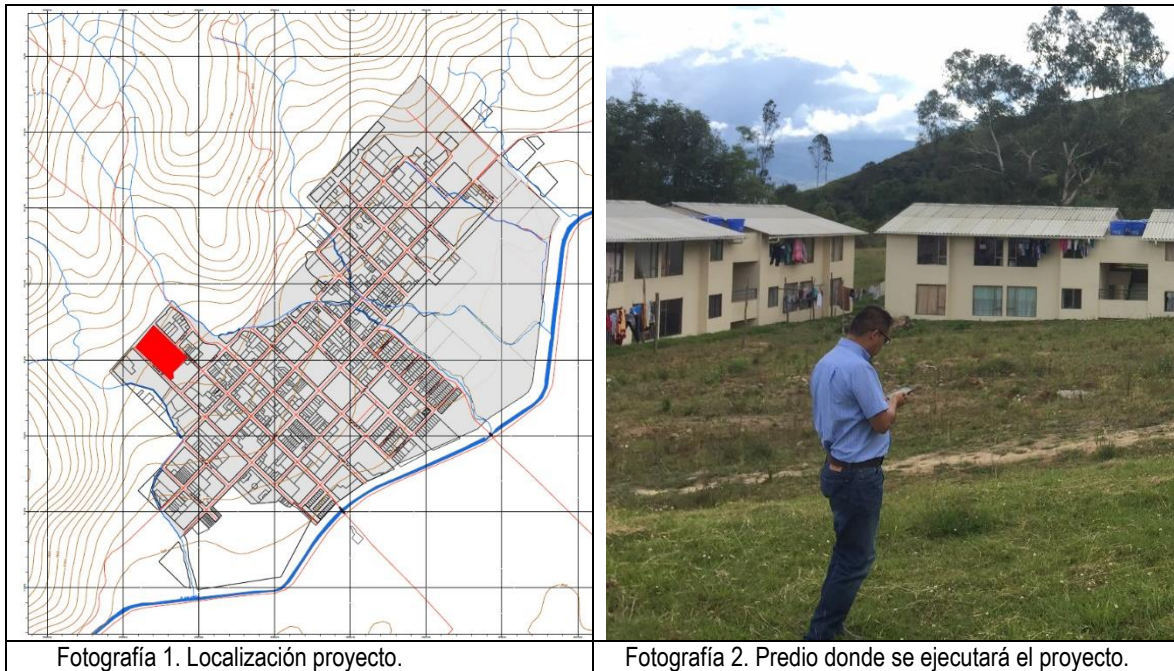 Fotografía 1. Localización proyecto.
Fotografía 2. Predio donde se ejecutará el proyecto.